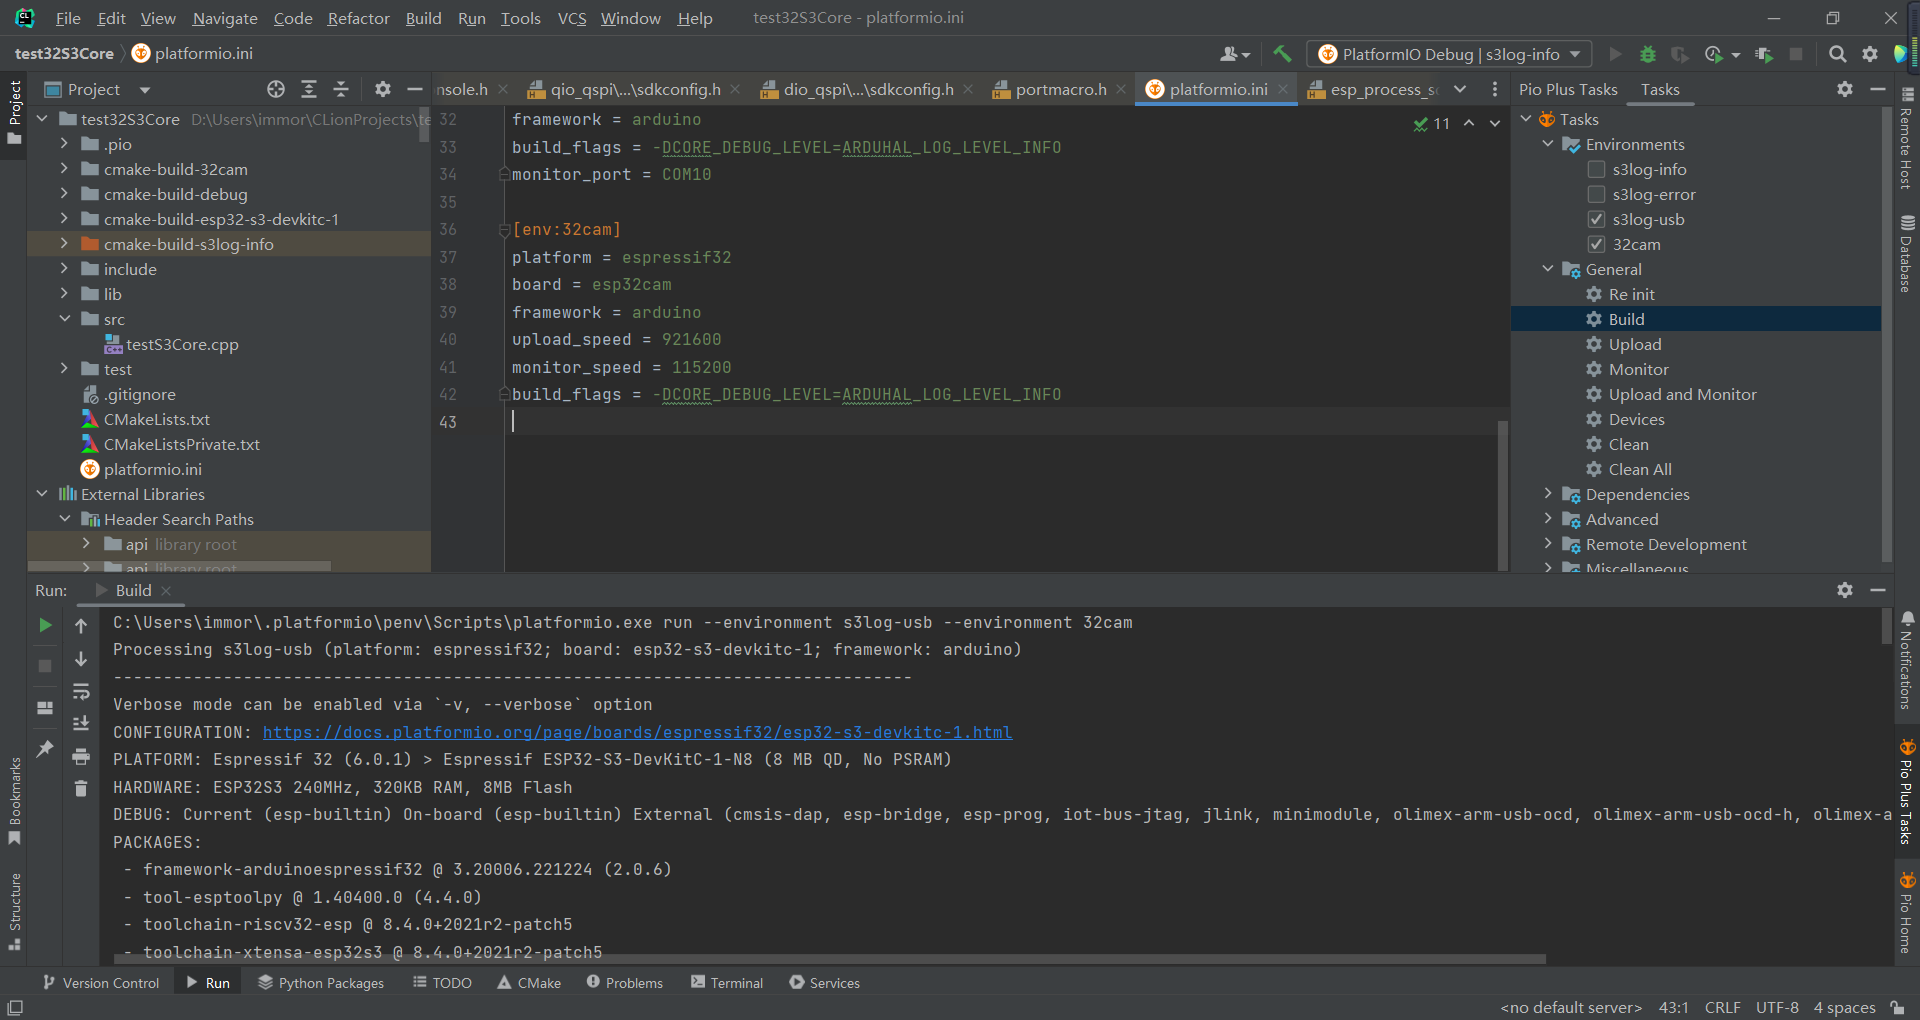 File Edit View Navigate Code Refactor Build Run Tools VCS Window Help test32S3Core - platformio.ini
test32S3Core platformio.ini
PlatformIO Debug | s3log-info
Project
Project
test32S3Core D:\Users\immor\CLionProjects\te
.pio
cmake-build-32cam
cmake-build-debug
cmake-build-esp32-s3-devkitc-1
cmake-build-s3log-info
include
lib
src
testS3Core.cpp
test
.gitignore
CMakeLists.txt
CMakeListsPrivate.txt
platformio.ini
External Libraries
Header Search Paths
api library root
api library root
nsole.h qio_qspi\...\sdkconfig.h dio_qspi\...\sdkconfig.h portmacro.h platformio.ini esp_process_s
11
32 framework = arduino
33 build_flags = -DCORE_DEBUG_LEVEL=ARDUHAL_LOG_LEVEL_INFO
34 monitor_port = COM10
35
36 [env:32cam]
37 platform = espressif32
38 board = esp32cam
39 framework = arduino
40 upload_speed = 921600
41 monitor_speed = 115200
42 build_flags = -DCORE_DEBUG_LEVEL=ARDUHAL_LOG_LEVEL_INFO
43
Pio Plus Tasks Tasks
Tasks
Environments
s3log-info
s3log-error
s3log-usb
32cam
General
Re init
Build
Upload
Monitor
Upload and Monitor
Devices
Clean
Clean All
Dependencies
Advanced
Remote Development
Miscellaneous
Remote Host
Database
Notifications
Pio Plus Tasks
Pio Home
Bookmarks
Structure
Run: Build
C:\Users\immor\.platformio\penv\Scripts\platformio.exe run --environment s3log-usb --environment 32cam
Processing s3log-usb (platform: espressif32; board: esp32-s3-devkitc-1; framework: arduino)
--------------------------------------------------------------------------------
Verbose mode can be enabled via `-v, --verbose` option
CONFIGURATION: https://docs.platformio.org/page/boards/espressif32/esp32-s3-devkitc-1.html
PLATFORM: Espressif 32 (6.0.1) > Espressif ESP32-S3-DevKitC-1-N8 (8 MB QD, No PSRAM)
HARDWARE: ESP32S3 240MHz, 320KB RAM, 8MB Flash
DEBUG: Current (esp-builtin) On-board (esp-builtin) External (cmsis-dap, esp-bridge, esp-prog, iot-bus-jtag, jlink, minimodule, olimex-arm-usb-ocd, olimex-arm-usb-ocd-h, olimex-a
PACKAGES:
- framework-arduinoespressif32 @ 3.20006.221224 (2.0.6)
- tool-esptoolpy @ 1.40400.0 (4.4.0)
- toolchain-riscv32-esp @ 8.4.0+2021r2-patch5
- toolchain-xtensa-esp32s3 @ 8.4.0+2021r2-patch5
Version Control Run Python Packages TODO CMake Problems Terminal Services
<no default server> 43:1 CRLF UTF-8 4 spaces